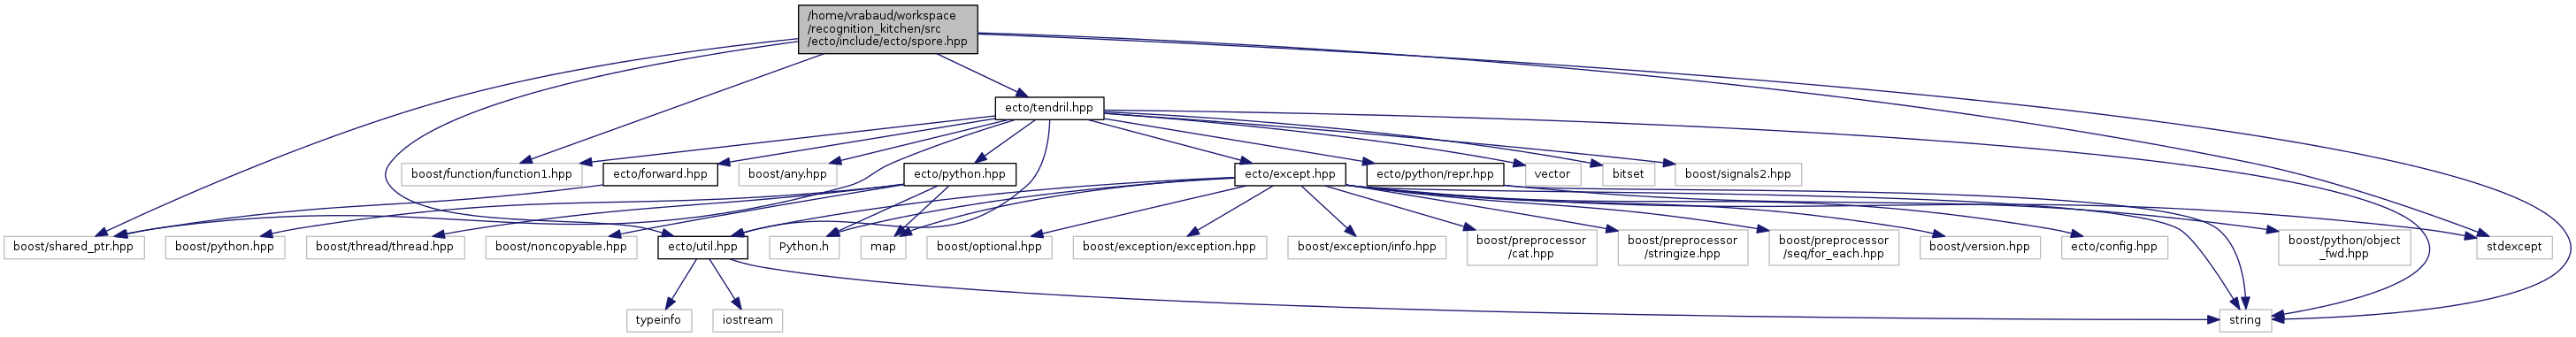 /home/vrabaud/workspace
/recognition_kitchen/src
/ecto/include/ecto/spore.hpp
ecto/tendril.hpp
boost/function/function1.hpp
ecto/forward.hpp
boost/any.hpp
ecto/python.hpp
ecto/except.hpp
ecto/python/repr.hpp
vector
bitset
boost/signals2.hpp
boost/shared_ptr.hpp
boost/python.hpp
boost/thread/thread.hpp
boost/noncopyable.hpp
ecto/util.hpp
Python.h
map
boost/optional.hpp
boost/exception/exception.hpp
boost/exception/info.hpp
boost/preprocessor
/cat.hpp
boost/preprocessor
/stringize.hpp
boost/preprocessor
/seq/for_each.hpp
boost/version.hpp
ecto/config.hpp
boost/python/object
_fwd.hpp
stdexcept
typeinfo
iostream
string